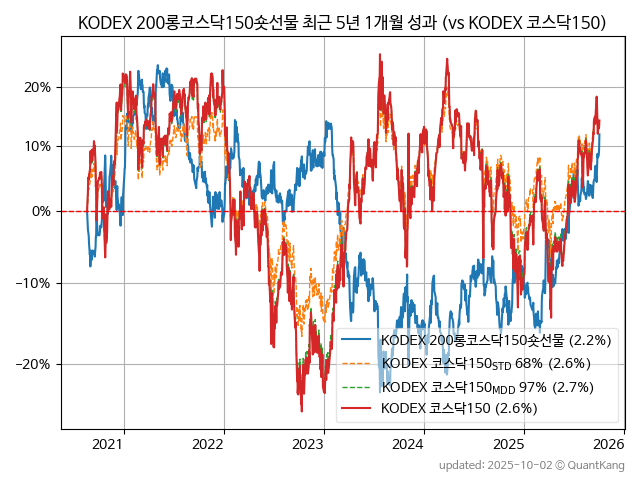 KODEX 200롱코스닥150숏선물 최근 5년 1개월 성과 (vs KODEX 코스닥150)
20%
10%
0%
−10%
−20%
KODEX 200롱코스닥150숏선물 (2.2%)
KODEX 코스닥150STD 68% (2.6%)
KODEX 코스닥150MDD 97% (2.7%)
KODEX 코스닥150 (2.6%)
2021 2022 2023 2024 2025 2026
updated: 2025-10-02 © QuantKang